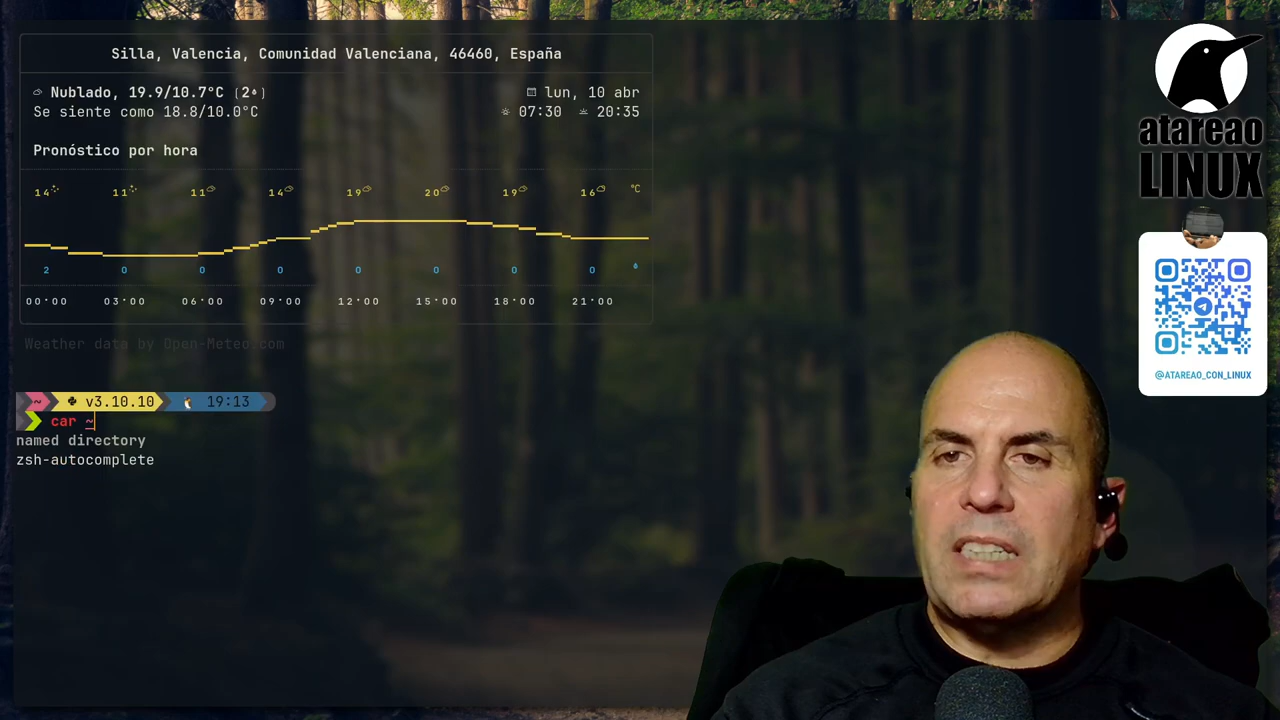 Silla, Valencia, Comunidad Valenciana, 46460, España
Nublado, 19.9/10.7°C (2)
lun, 10 abr
Se siente como 18.8/10.0°C
07:30 20:35
Pronóstico por hora
14 11 11 14 19 20 19 16 °C
2 0 0 0 0 0 0 0
00:00 03:00 06:00 09:00 12:00 15:00 18:00 21:00
Weather data by Open-Meteo.com
~ v3.10.10 19:13
car ~
named directory
zsh-autocomplete
atareao
LINUX
@ATAREAO_CON_LINUX